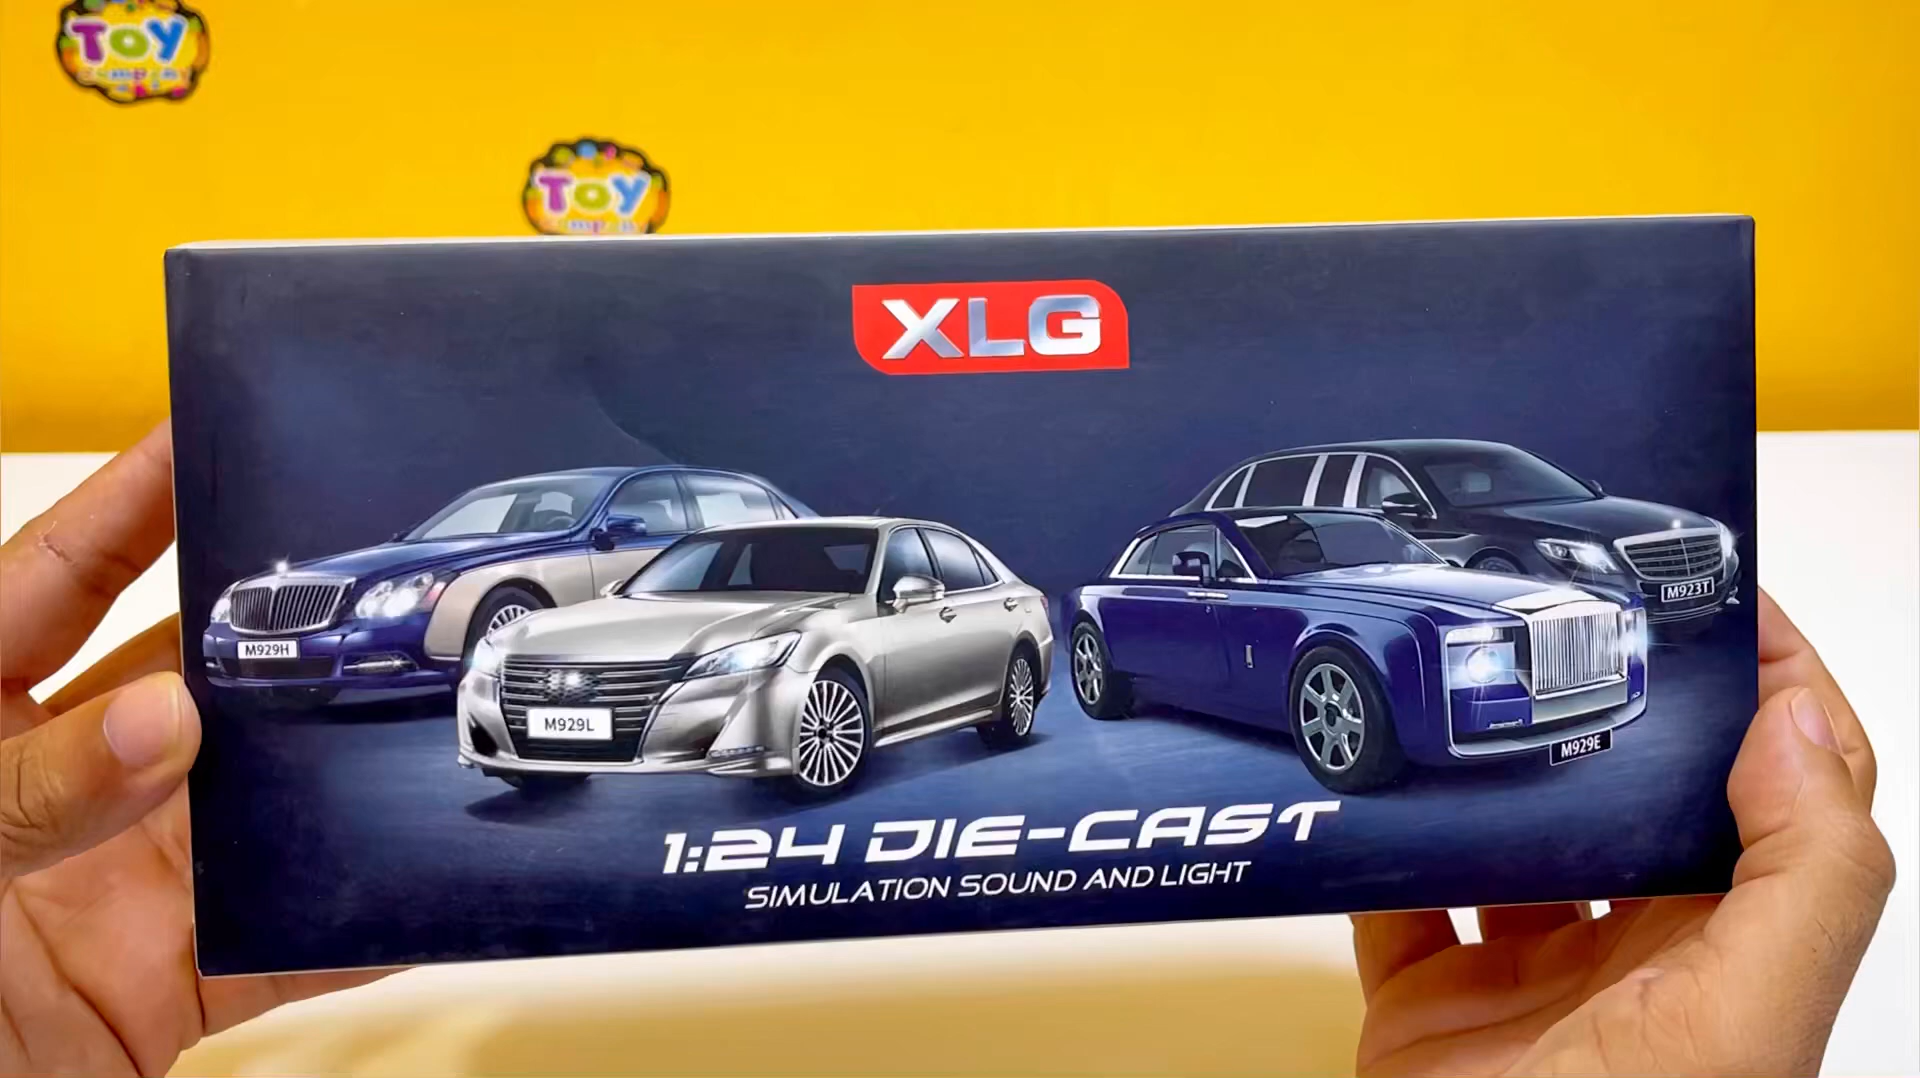 TOY
TOY
XLG
M923T
M929H
M929L
M929E
1:24 DIE-CAST
SIMULATION SOUND AND LIGHT